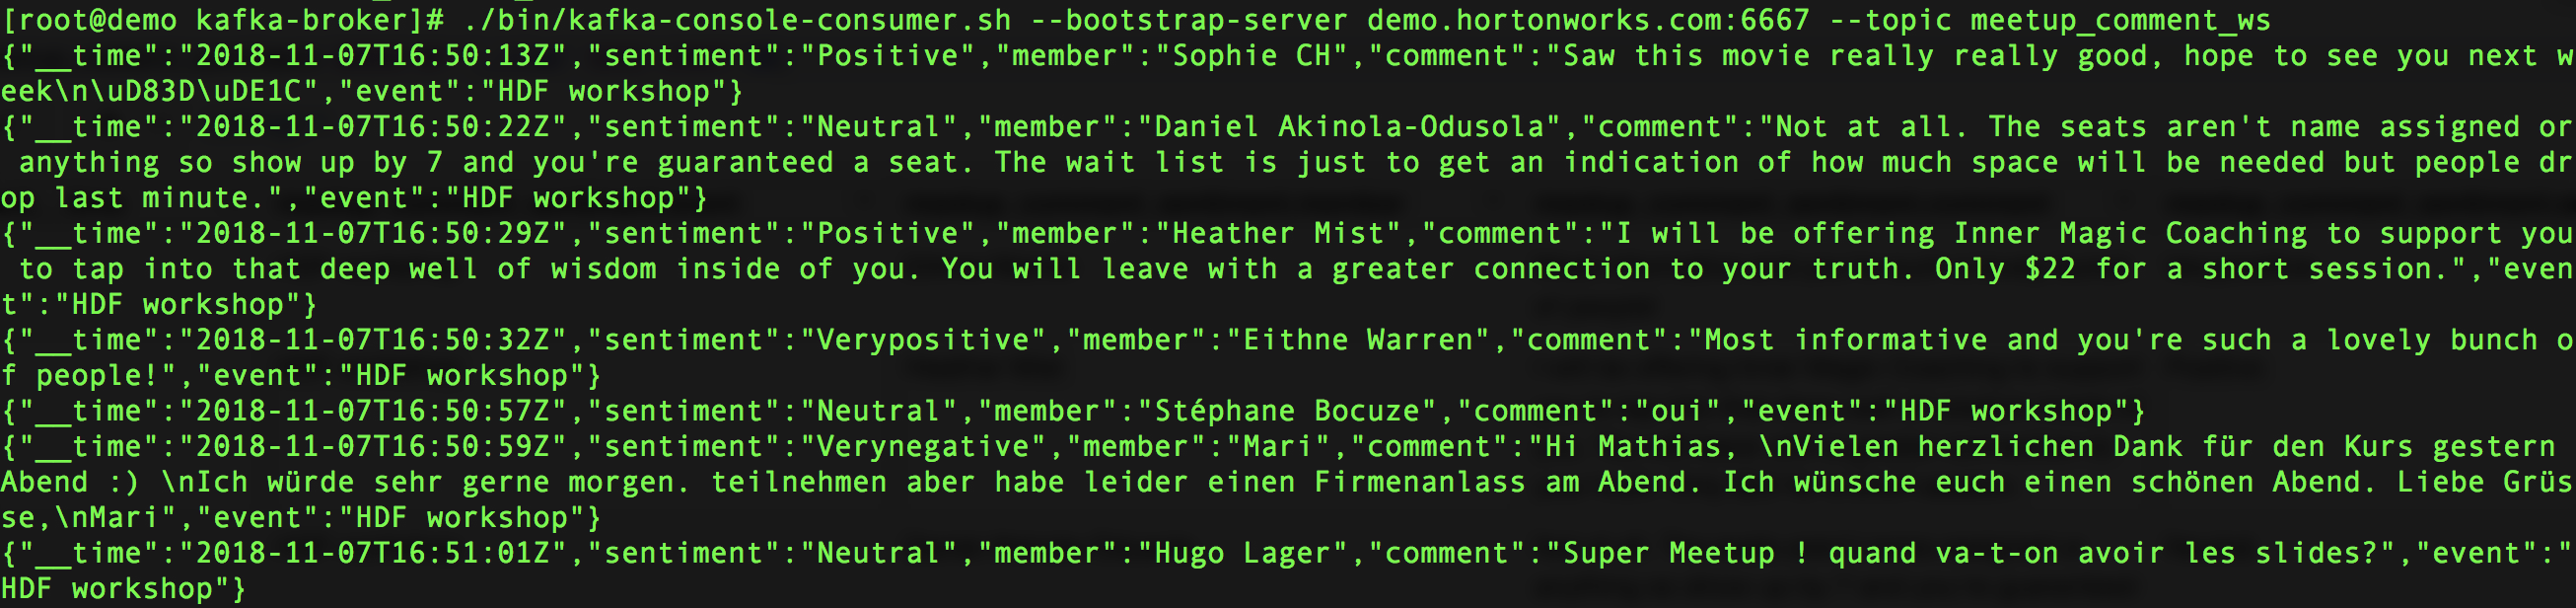 [root@demo kafka-broker]# ./bin/kafka-console-consumer.sh --bootstrap-server demo.hortonworks.com:6667 --topic meetup_comment_ws
{"__time":"2018-11-07T16:50:13Z","sentiment":"Positive","member":"Sophie CH","comment":"Saw this movie really really good, hope to see you next w
eek\n\uD83D\uDE1C","event":"HDF workshop"}
{"__time":"2018-11-07T16:50:22Z","sentiment":"Neutral","member":"Daniel Akinola-Odusola","comment":"Not at all. The seats aren't name assigned or
 anything so show up by 7 and you're guaranteed a seat. The wait list is just to get an indication of how much space will be needed but people dr
op last minute.","event":"HDF workshop"}
{"__time":"2018-11-07T16:50:29Z","sentiment":"Positive","member":"Heather Mist","comment":"I will be offering Inner Magic Coaching to support you
 to tap into that deep well of wisdom inside of you. You will leave with a greater connection to your truth. Only $22 for a short session.","even
t":"HDF workshop"}
{"__time":"2018-11-07T16:50:32Z","sentiment":"Verypositive","member":"Eithne Warren","comment":"Most informative and you're such a lovely bunch o
f people!","event":"HDF workshop"}
{"__time":"2018-11-07T16:50:57Z","sentiment":"Neutral","member":"Stéphane Bocuze","comment":"oui","event":"HDF workshop"}
{"__time":"2018-11-07T16:50:59Z","sentiment":"Verynegative","member":"Mari","comment":"Hi Mathias, \nVielen herzlichen Dank für den Kurs gestern
Abend :) \nIch würde sehr gerne morgen. teilnehmen aber habe leider einen Firmenanlass am Abend. Ich wünsche euch einen schönen Abend. Liebe Grüs
se,\nMari","event":"HDF workshop"}
{"__time":"2018-11-07T16:51:01Z","sentiment":"Neutral","member":"Hugo Lager","comment":"Super Meetup ! quand va-t-on avoir les slides?","event":"
HDF workshop"}